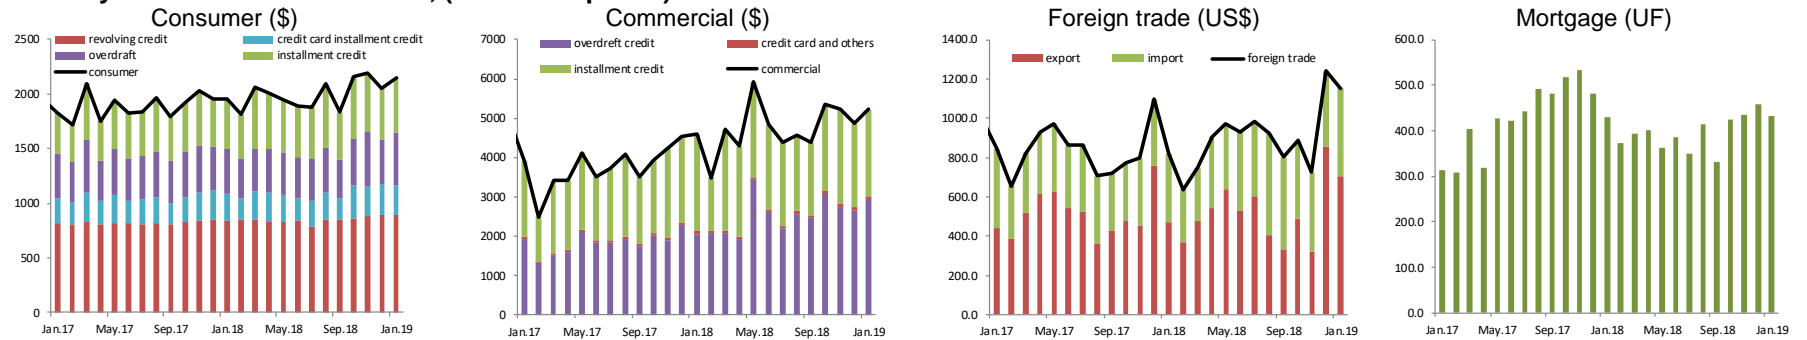 Consumer ($)
revolving credit
credit card installment credit
overdraft
installment credit
consumer
2500
2000
1500
1000
500
0
Jan.17 May.17 Sep.17 Jan.18 May.18 Sep.18 Jan.19
Commercial ($)
overdreft credit
credit card and others
installment credit
commercial
7000
6000
5000
4000
3000
2000
1000
0
Jan.17 May.17 Sep.17 Jan.18 May.18 Sep.18 Jan.19
Foreign trade (US$)
export
import
foreign trade
1400.0
1200.0
1000.0
800.0
600.0
400.0
200.0
0.0
Jan.17 May.17 Sep.17 Jan.18 May.18 Sep.18 Jan.19
Mortgage (UF)
600.0
500.0
400.0
300.0
200.0
100.0
0.0
Jan.17 May.17 Sep.17 Jan.18 May.18 Sep.18 Jan.19